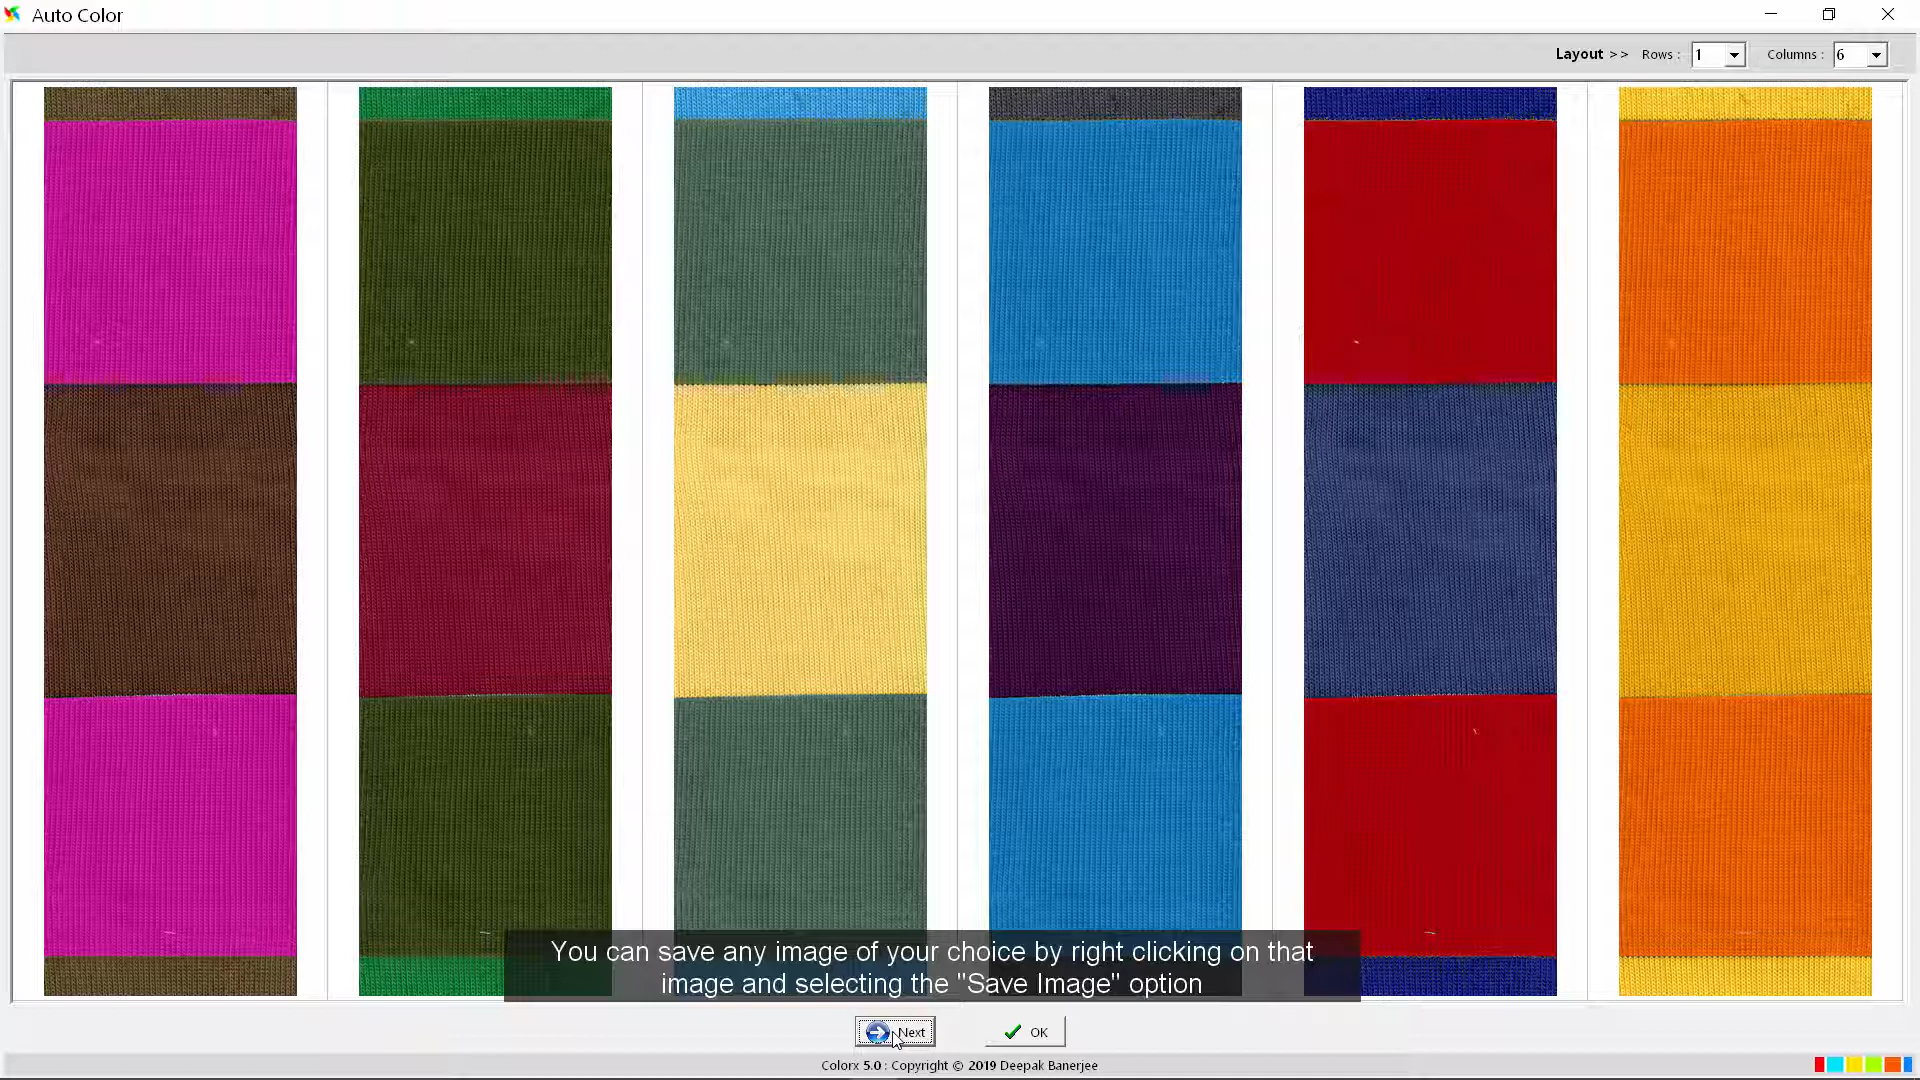 Auto Color
Layout >> Rows : 1 Columns : 6
You can save any image of your choice by right clicking on that
image and selecting the "Save Image" option
Next OK
Colorx 5.0 : Copyright © 2019 Deepak Banerjee